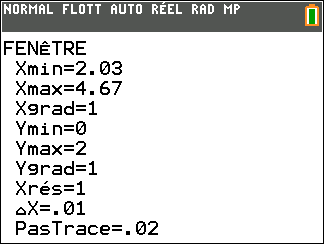 NORMAL FLOTT AUTO RÉEL RAD MP
FENÊTRE
Xmin=2.03
Xmax=4.67
Xgrad=1
Ymin=0
Ymax=2
Ygrad=1
Xrés=1
△X=.01
PasTrace=.02